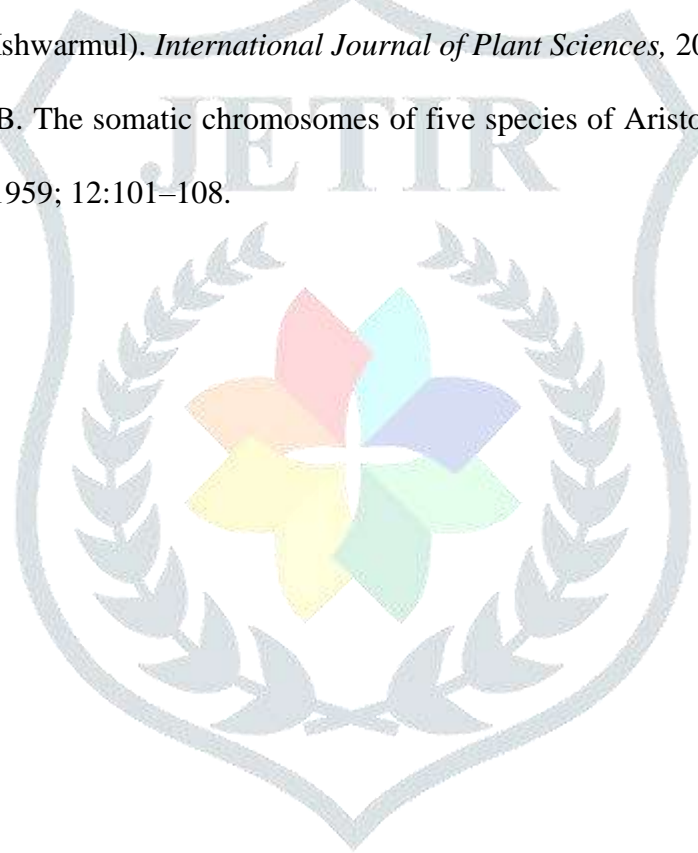 Ishwarmul). International Journal of Plant Sciences, 20
B. The somatic chromosomes of five species of Aristo
1959; 12:101–108.
JETIR